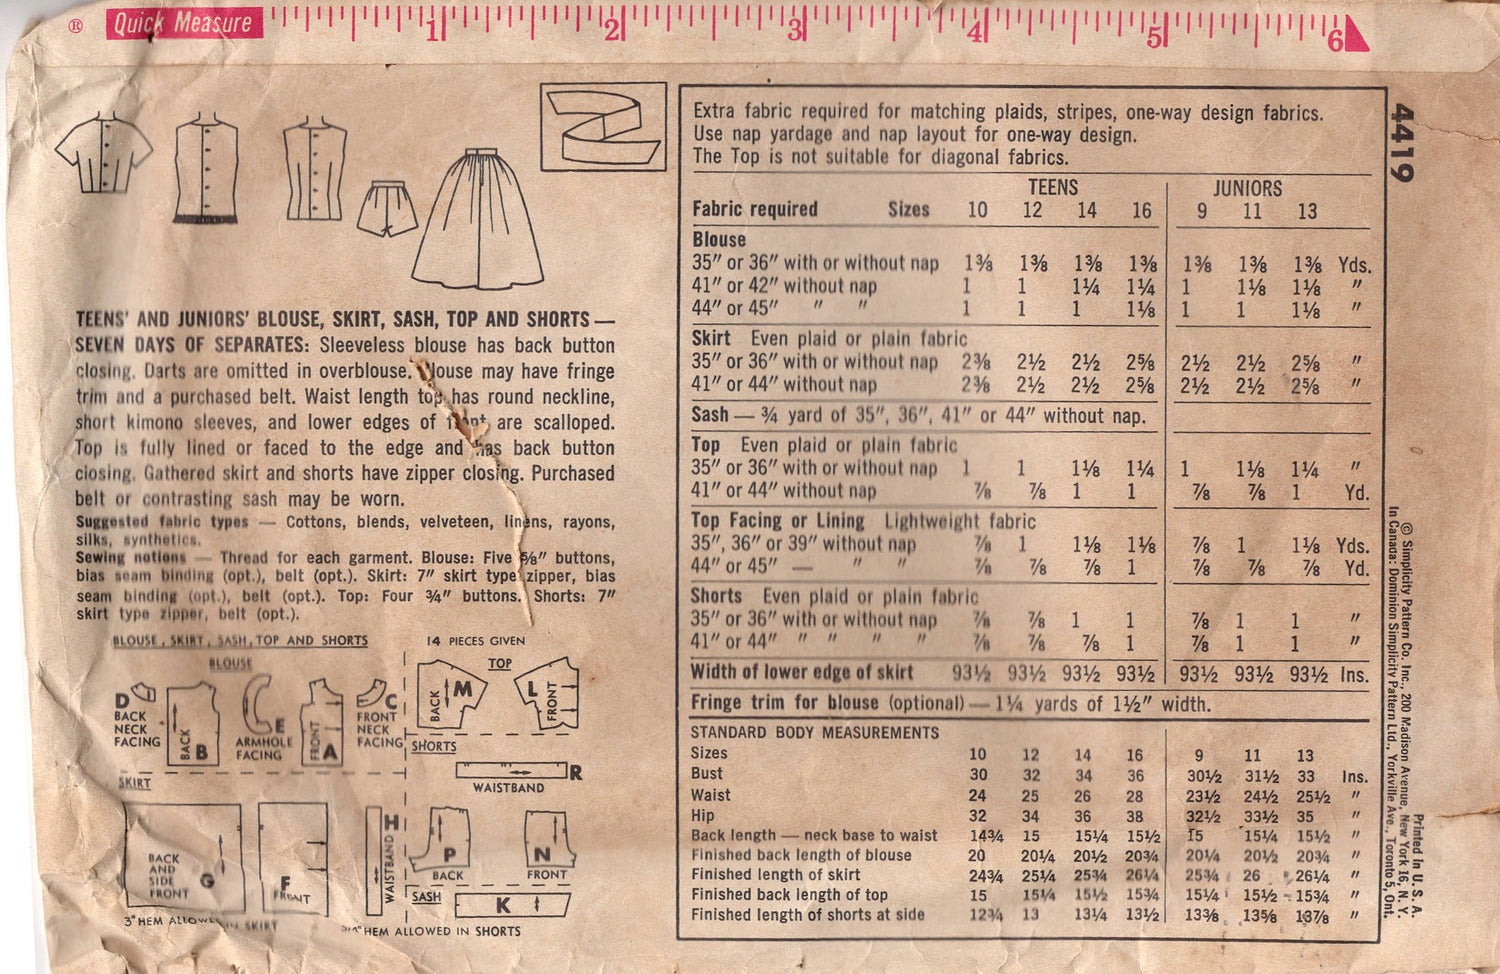 ® Quick Measure 1 2 3 4 5 6
TEENS' AND JUNIORS' BLOUSE, SKIRT, SASH, TOP AND SHORTS —
SEVEN DAYS OF SEPARATES: Sleeveless blouse has back button
closing. Darts are omitted in overblouse. may have fringe
trim and a purchased belt. Waist length top has round neckline,
short kimono sleeves, and lower edges of are scalloped.
Top is fully lined or faced to the edge and has back button
closing. Gathered skirt and shorts have zipper closing. Purchased
belt or contrasting sash may be worn.
Suggested fabric types — Cottons, blends, velveteen, linens, rayons,
silks, synthetics.
Sewing notions — Thread for each garment. Blouse: Five 5/8" buttons,
bias seam binding (opt.), belt (opt.). Skirt: 7" skirt type zipper, bias
seam binding (opt.), belt (opt.). Top: Four ¾" buttons. Shorts: 7"
skirt type zipper, belt (opt.).
BLOUSE, SKIRT, SASH, TOP AND SHORTS
14 PIECES GIVEN
BLOUSE
D
BACK
NECK
FACING
BACK
B
E
ARMHOLE
FACING
FRONT
A
C
FRONT
NECK
FACING
TOP
BACK
M
L
FRONT
SHORTS
R
WAISTBAND
P
BACK
N
FRONT
SKIRT
BACK
AND
SIDE
FRONT
G
F
FRONT
H
WAISTBAND
SASH
K
3" HEM ALLOWED IN SKIRT
3/4" HEM ALLOWED IN SHORTS
Extra fabric required for matching plaids, stripes, one-way design fabrics.
Use nap yardage and nap layout for one-way design.
The Top is not suitable for diagonal fabrics.
TEENS JUNIORS
Fabric required Sizes 10 12 14 16 9 11 13
Blouse
35" or 36" with or without nap 1⅜ 1⅜ 1⅜ 1⅜ 1⅜ 1⅜ 1⅜ Yds.
41" or 42" without nap 1 1 1¼ 1¼ 1 1⅛ 1⅛ "
44" or 45" " " 1 1 1 1⅛ 1 1 1⅛ "
Skirt Even plaid or plain fabric
35" or 36" with or without nap 2⅜ 2½ 2½ 2⅝ 2½ 2½ 2⅝ "
41" or 44" without nap 2⅜ 2½ 2½ 2⅝ 2½ 2½ 2⅝ "
Sash — ¾ yard of 35", 36", 41" or 44" without nap.
Top Even plaid or plain fabric
35" or 36" with or without nap 1 1 1⅛ 1¼ 1 1⅛ 1¼ "
41" or 44" without nap ⅞ ⅞ 1 1 ⅞ ⅞ 1 Yd.
Top Facing or Lining Lightweight fabric
35", 36" or 39" without nap ⅞ 1 1⅛ 1⅛ ⅞ 1 1⅛ Yds.
44" or 45" — " " ⅞ ⅞ ⅞ 1 ⅞ ⅞ ⅞ Yd.
Shorts Even plaid or plain fabric
35" or 36" with or without nap ⅞ ⅞ 1 1 ⅞ 1 1 "
41" or 44" " " " " ⅞ ⅞ ⅞ 1 ⅞ 1 1 "
Width of lower edge of skirt 93½ 93½ 93½ 93½ 93½ 93½ 93½ Ins.
Fringe trim for blouse (optional) — 1¼ yards of 1½" width.
STANDARD BODY MEASUREMENTS
Sizes 10 12 14 16 9 11 13
Bust 30 32 34 36 30½ 31½ 33 Ins.
Waist 24 25 26 28 23½ 24½ 25½ "
Hip 32 34 36 38 32½ 33½ 35 "
Back length — neck base to waist 14¾ 15 15¼ 15½ 15 15¼ 15½ "
Finished back length of blouse 20 20¼ 20½ 20¾ 20¼ 20½ 20¾ "
Finished length of skirt 24¾ 25¼ 25¾ 26¼ 25¾ 26 26¼ "
Finished back length of top 15 15¼ 15½ 15¾ 15¼ 15½ 15¾ "
Finished length of shorts at side 12¾ 13 13¼ 13½ 13⅜ 13⅝ 13⅞ "
4419
© Simplicity Pattern Co. Inc., 200 Madison Avenue, New York 16, N. Y.
In Canada: Dominion Simplicity Pattern Ltd., Yorkville Ave., Toronto 5, Ont.
Printed in U. S. A.